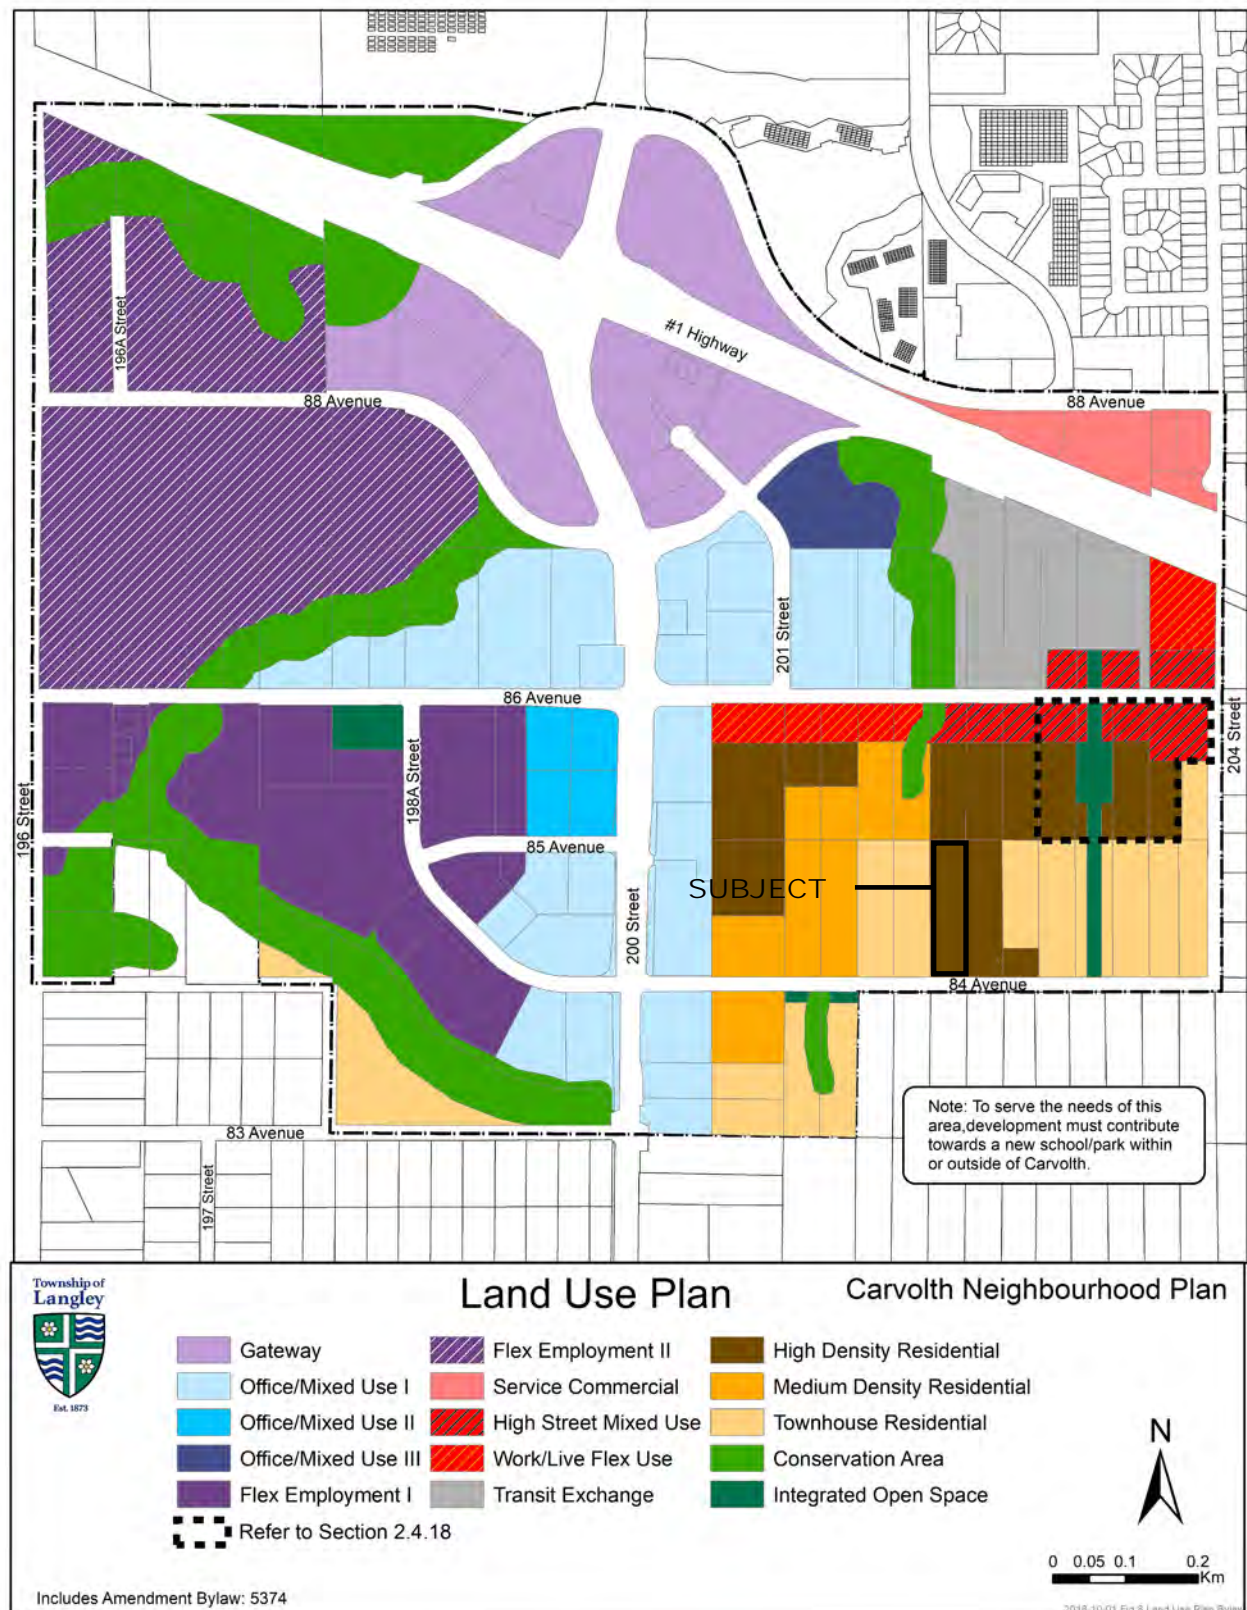 #1 Highway
196A Street
88 Avenue
88 Avenue
201 Street
86 Avenue
204 Street
198A Street
196 Street
85 Avenue
SUBJECT
200 Street
84 Avenue
83 Avenue
197 Street
Note: To serve the needs of this
area,development must contribute
towards a new school/park within
or outside of Carvolth.
Township of
Langley
Est. 1873
Land Use Plan
Carvolth Neighbourhood Plan
Gateway
Office/Mixed Use I
Office/Mixed Use II
Office/Mixed Use III
Flex Employment I
Refer to Section 2.4.18
Flex Employment II
Service Commercial
High Street Mixed Use
Work/Live Flex Use
Transit Exchange
High Density Residential
Medium Density Residential
Townhouse Residential
Conservation Area
Integrated Open Space
N
0 0.05 0.1 0.2
Km
Includes Amendment Bylaw: 5374